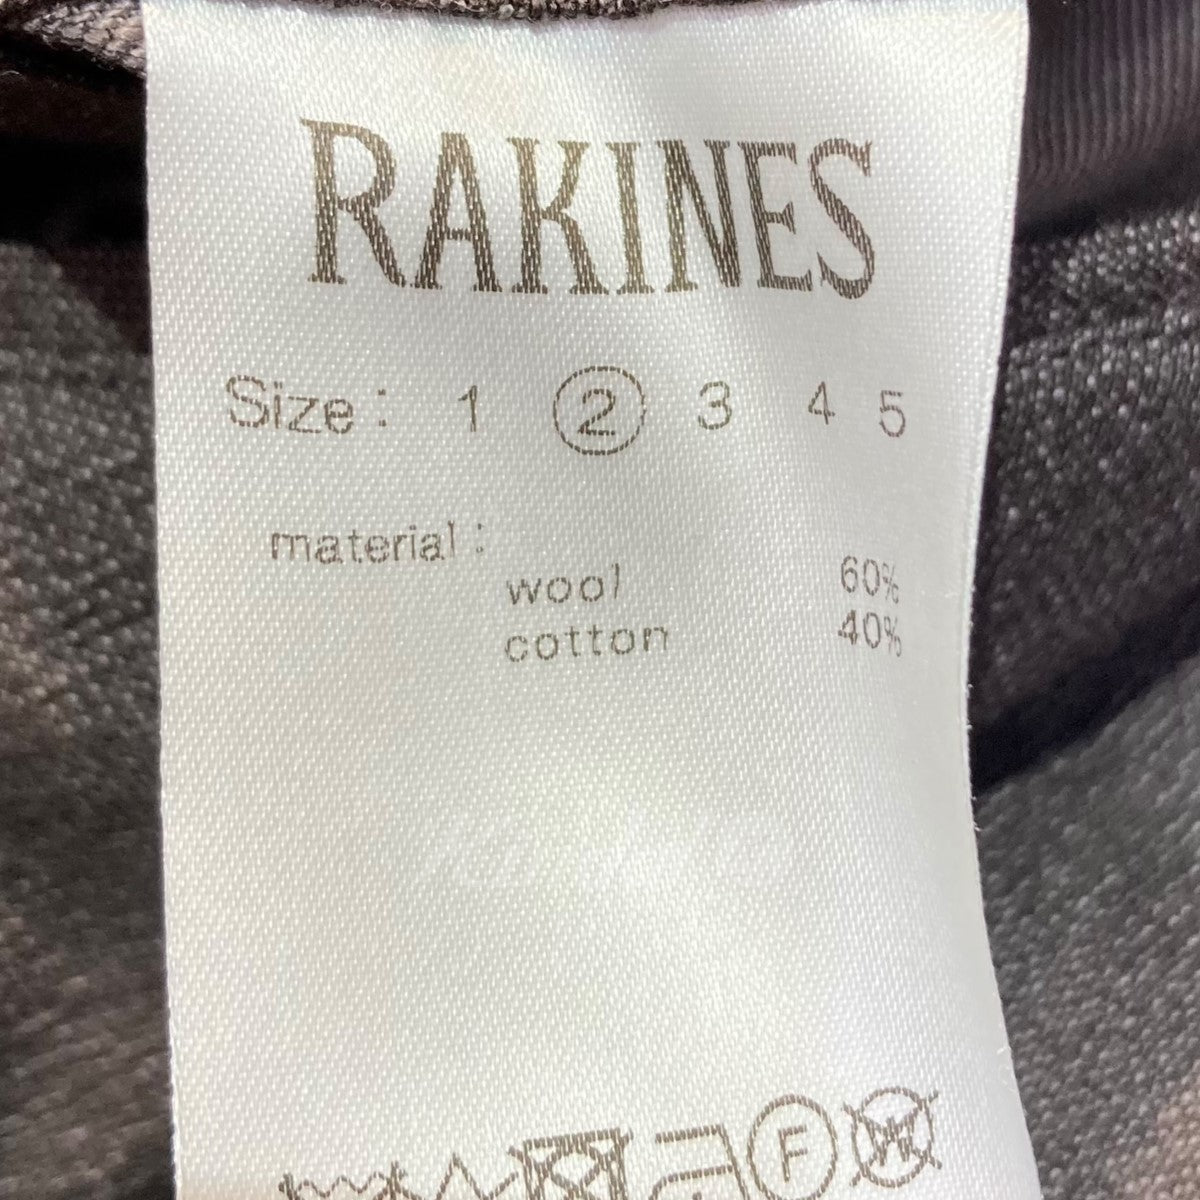 RAKINES
Size : 1 2 3 4 5
material :
wool 60%
cotton 40%
F W